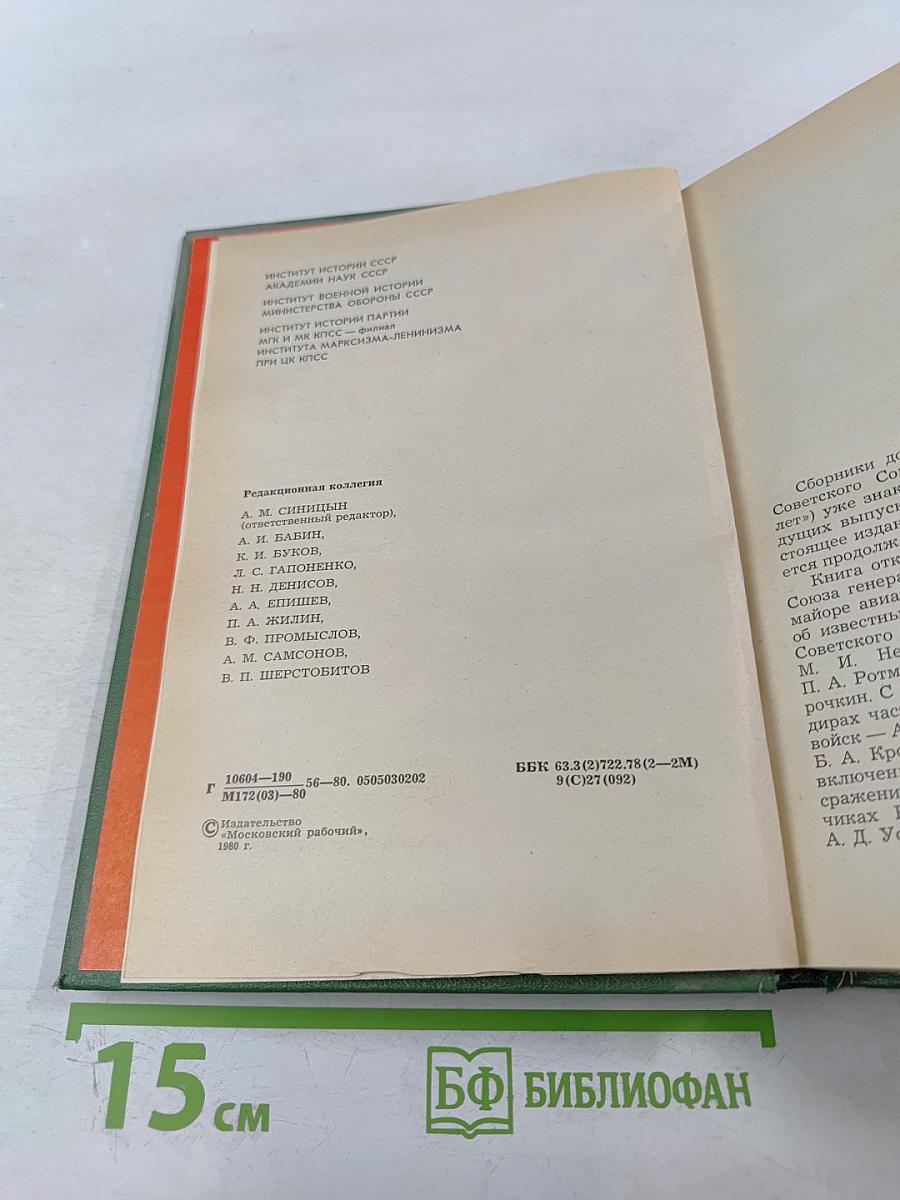 ИНСТИТУТ ИСТОРИИ СССР
АКАДЕМИИ НАУК СССР
ИНСТИТУТ ВОЕННОЙ ИСТОРИИ
МИНИСТЕРСТВА ОБОРОНЫ СССР
ИНСТИТУТ ИСТОРИИ ПАРТИИ
МГК И МК КПСС — филиал
ИНСТИТУТА МАРКСИЗМА-ЛЕНИНИЗМА
ПРИ ЦК КПСС
Редакционная коллегия
А. М. СИНИЦЫН
(ответственный редактор),
А. И. БАБИН,
К. И. БУКОВ,
Л. С. ГАПОНЕНКО,
Н. Н. ДЕНИСОВ,
А. А. ЕПИШЕВ,
П. А. ЖИЛИН,
В. Ф. ПРОМЫСЛОВ,
А. М. САМСОНОВ,
В. П. ШЕРСТОБИТОВ
Г 10604—190
М172(03)—80 56—80. 0505030202
ББК 63.3(2)722.78(2—2М)
9(С)27(092)
© Издательство
«Московский рабочий»,
1980 г.
Сборники до
Советского Сою
лет») уже знак
дущих выпуск
стоящее издан
ется продолж
Книга отк
Союза генера
майоре авиа
об известны
Советского
М. И. Не
П. А. Ротм
рочкин. С
дирах час
войск — А
Б. А. Кро
включен
сражени
чиках
А. Д. Ус
15 см
БФ БИБЛИОФАН